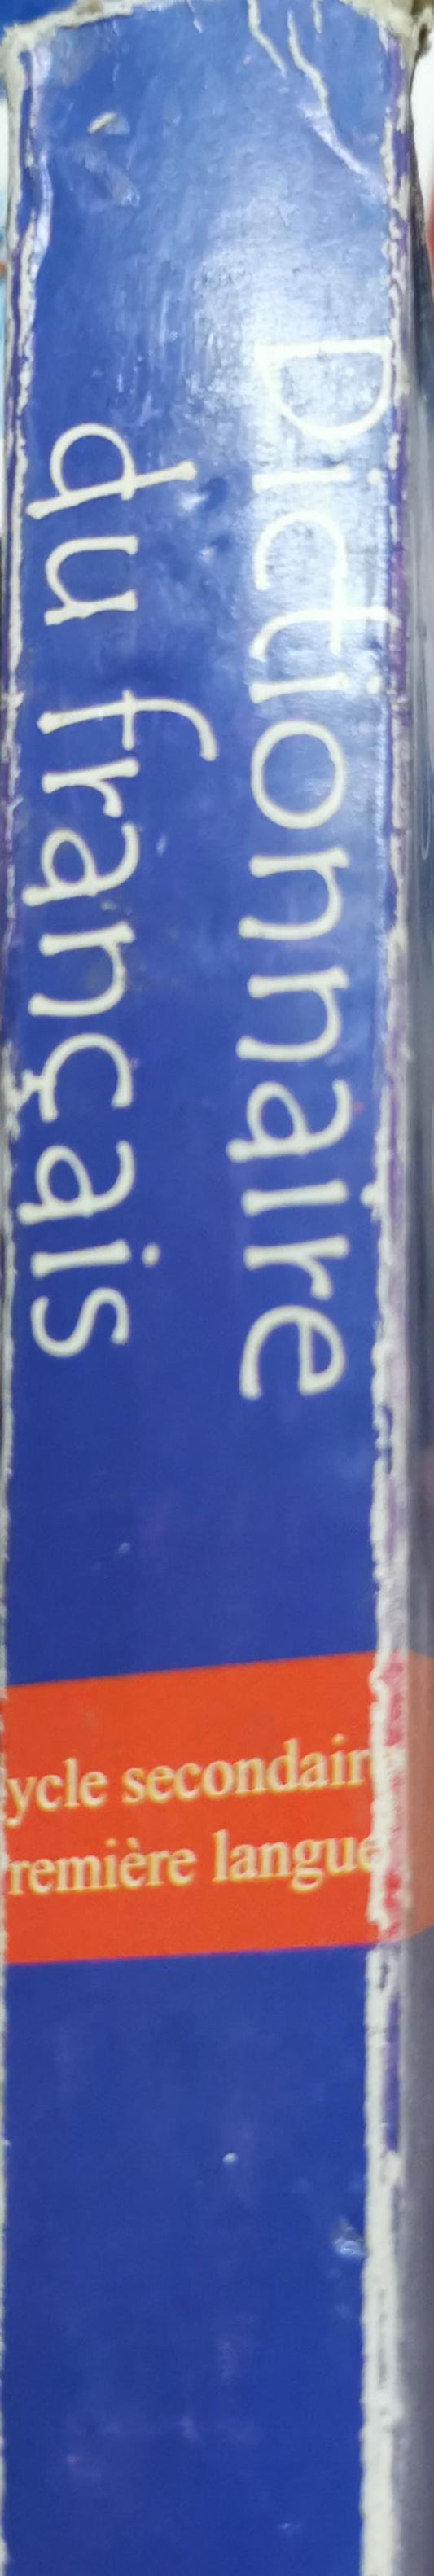 Dictionnaire
du français
ycle secondair
remière langue